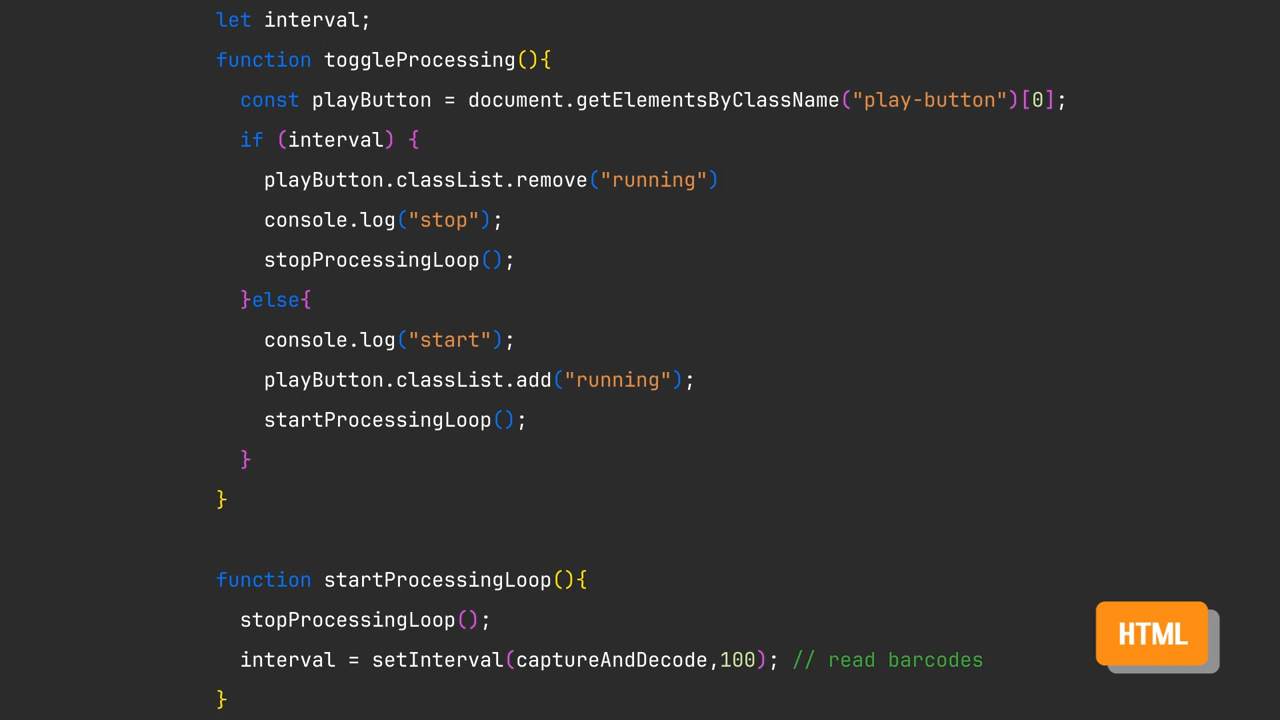 let interval;
function toggleProcessing(){
  const playButton = document.getElementsByClassName("play-button")[0];
  if (interval) {
    playButton.classList.remove("running")
    console.log("stop");
    stopProcessingLoop();
  }else{
    console.log("start");
    playButton.classList.add("running");
    startProcessingLoop();
  }
}

function startProcessingLoop(){
  stopProcessingLoop();
  interval = setInterval(captureAndDecode,100); // read barcodes
}
HTML